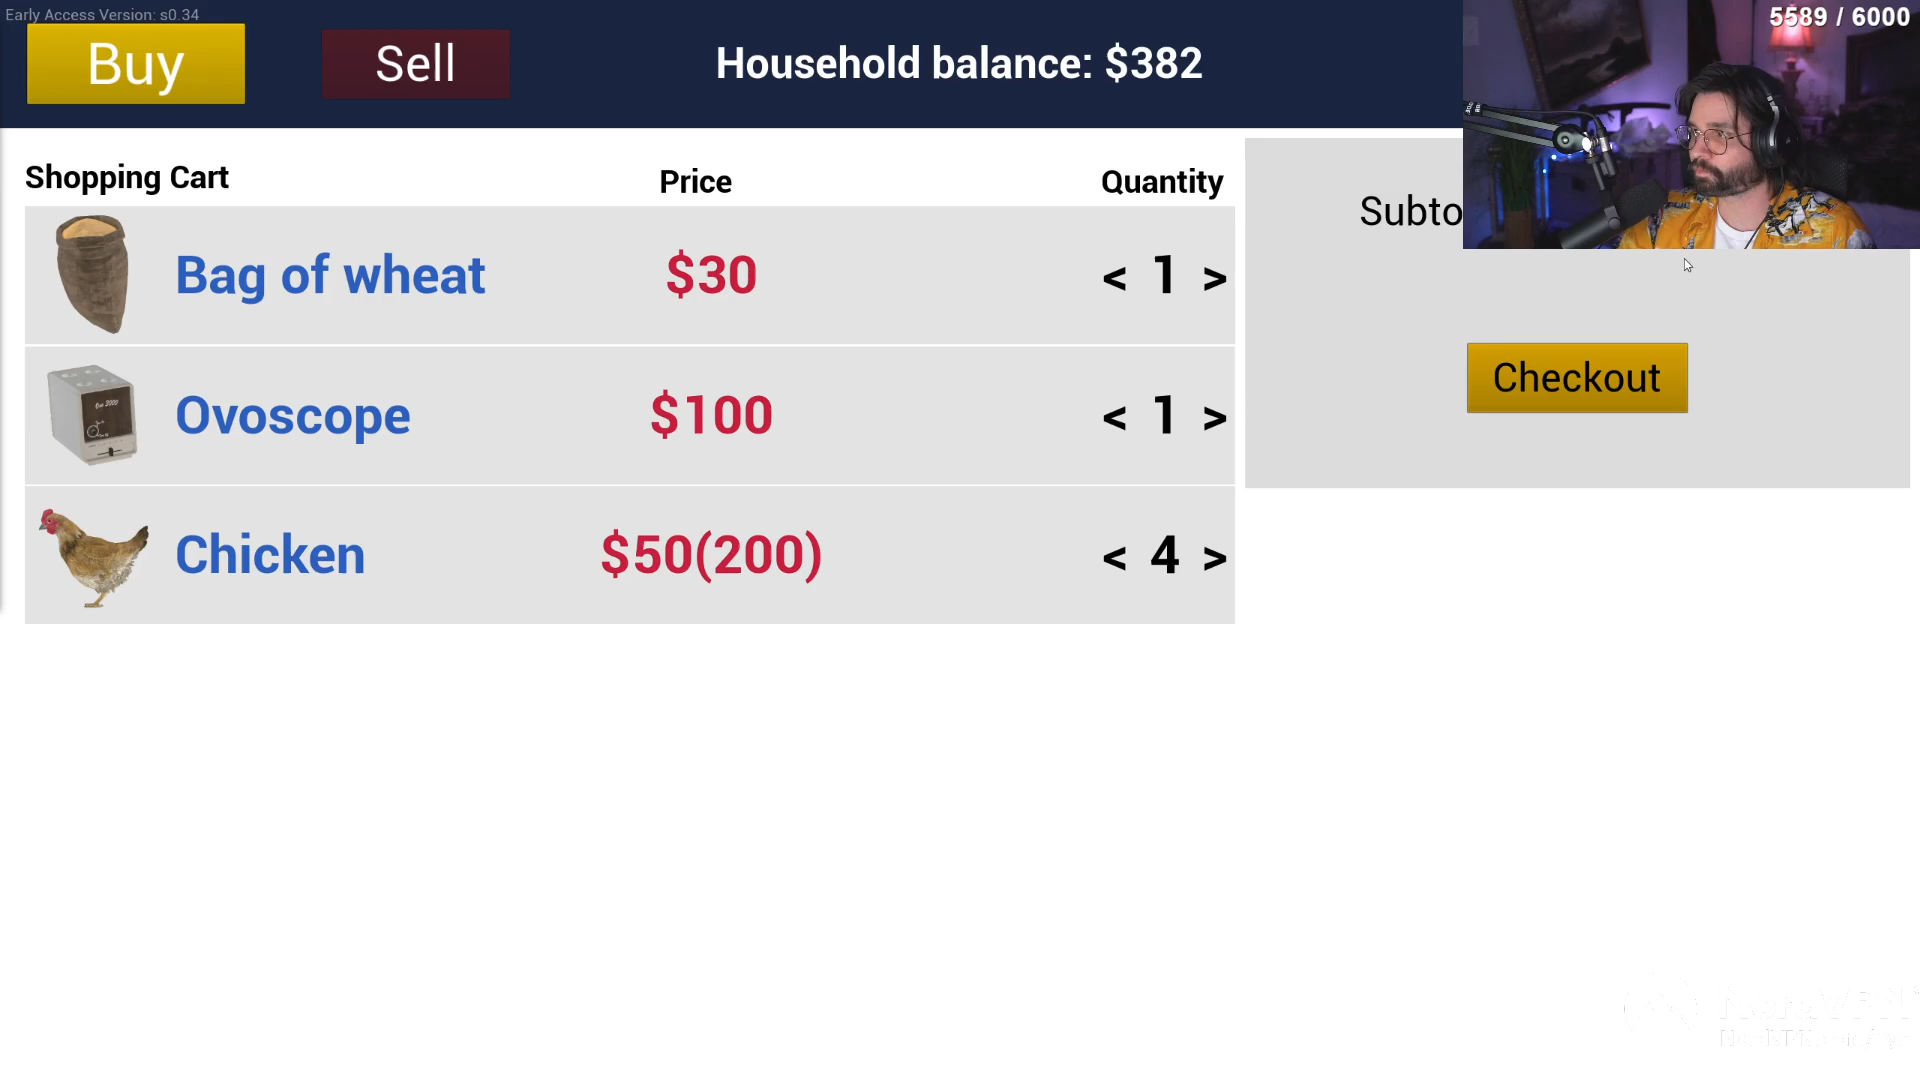 Early Access Version: s0.34
Buy
Sell
Household balance: $382
5589 / 6000
Shopping Cart
Price
Quantity
Subto
Bag of wheat
$30
< 1 >
Checkout
Ovoscope
$100
< 1 >
Chicken
$50(200)
< 4 >